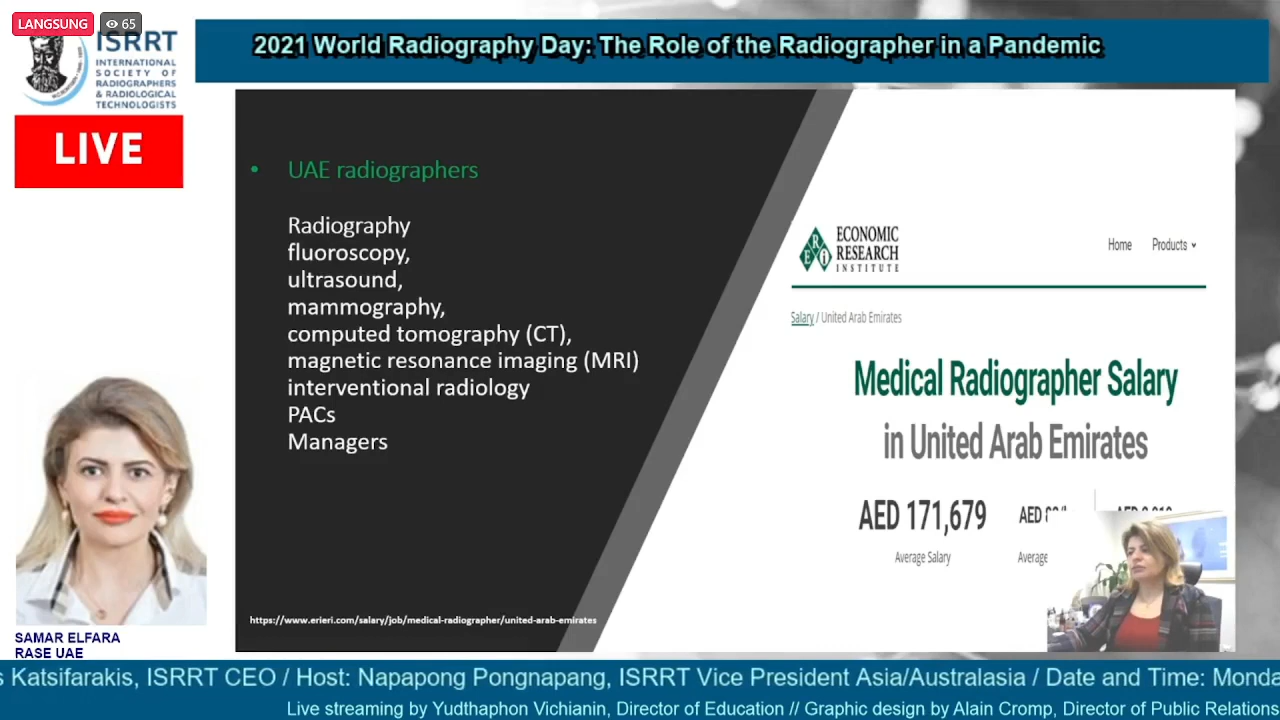 LANGSUNG 65
ISRRT
INTERNATIONAL
SOCIETY OF
RADIOGRAPHERS
& RADIOLOGICAL
TECHNOLOGISTS
2021 World Radiography Day: The Role of the Radiographer in a Pandemic
LIVE
• UAE radiographers
Radiography
fluoroscopy,
ultrasound,
mammography,
computed tomography (CT),
magnetic resonance imaging (MRI)
interventional radiology
PACs
Managers
https://www.erieri.com/salary/job/medical-radiographer/united-arab-emirates
ERI
ECONOMIC
RESEARCH
INSTITUTE
Home Products
Salary / United Arab Emirates
Medical Radiographer Salary
in United Arab Emirates
AED 171,679 AED AED
Average Salary Average
SAMAR ELFARA
RASE UAE
s Katsifarakis, ISRRT CEO / Host: Napapong Pongnapang, ISRRT Vice President Asia/Australasia / Date and Time: Monda
Live streaming by Yudthaphon Vichianin, Director of Education // Graphic design by Alain Cromp, Director of Public Relations